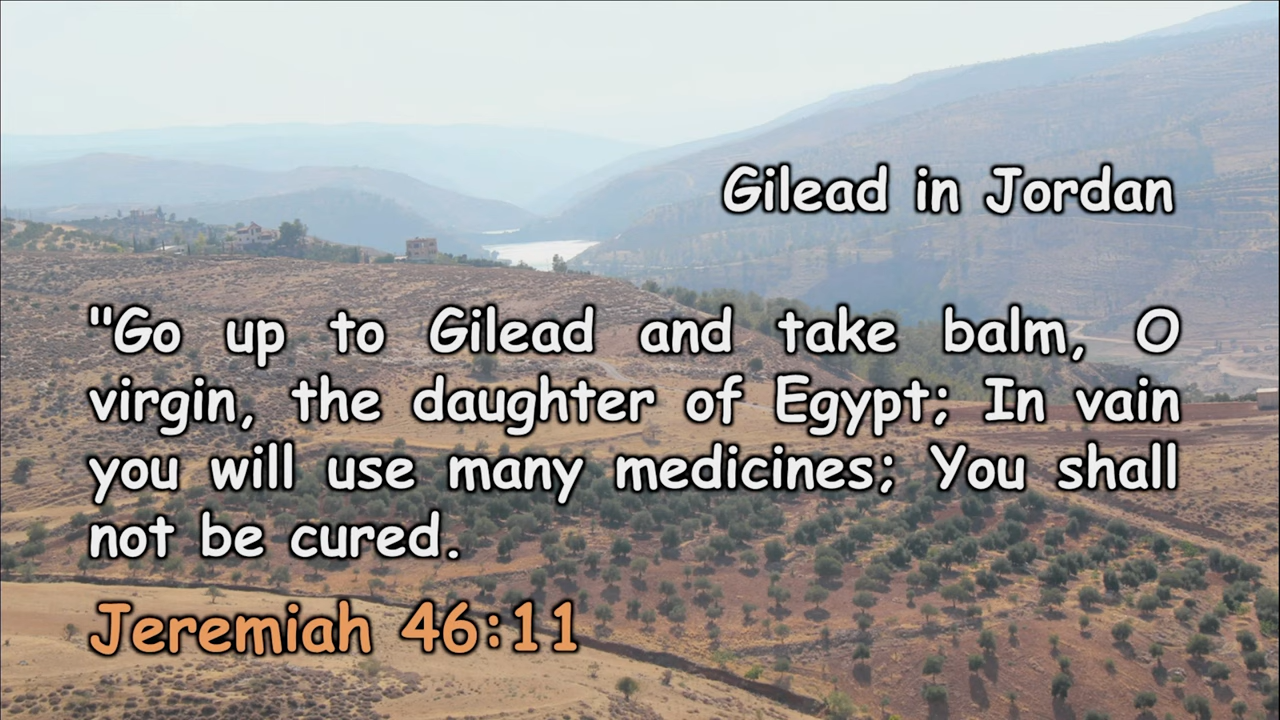 Gilead in Jordan
"Go up to Gilead and take balm, O
virgin, the daughter of Egypt; In vain
you will use many medicines; You shall
not be cured.
Jeremiah 46:11